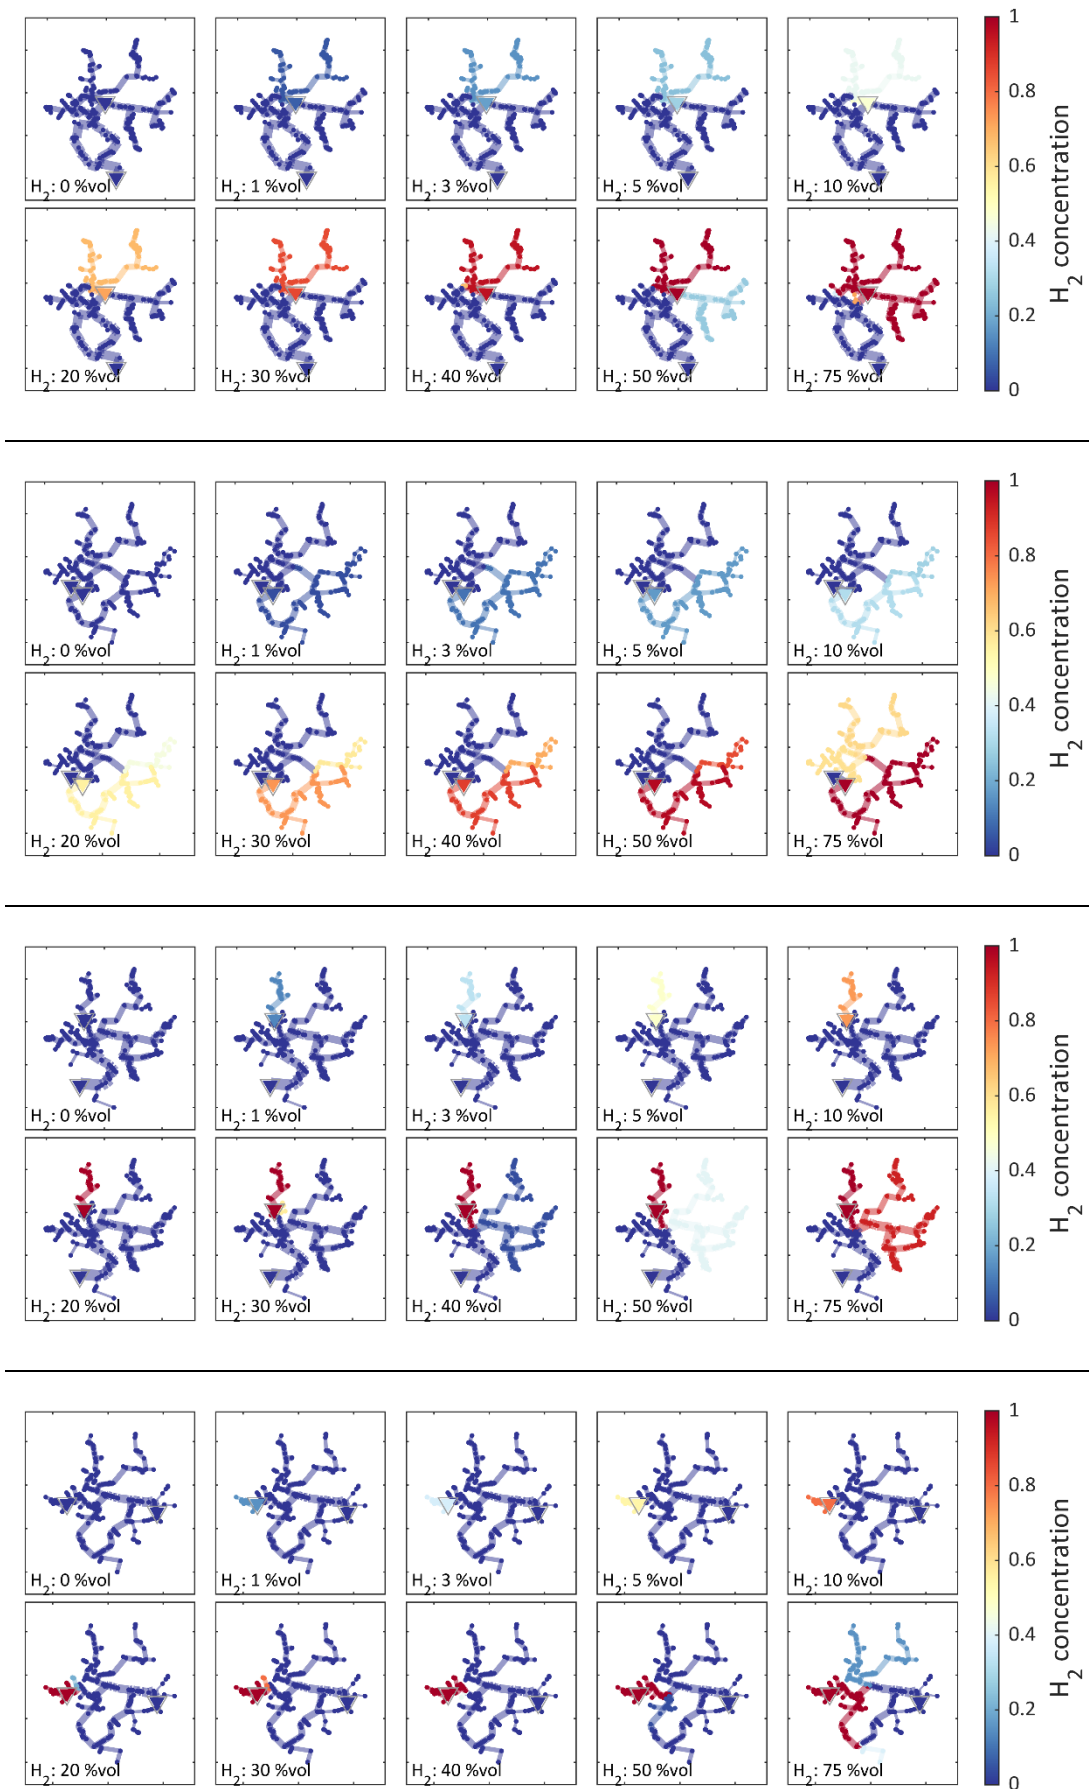 H2: 0 %vol
H2: 1 %vol
H2: 3 %vol
H2: 5 %vol
H2: 10 %vol
H2: 20 %vol
H2: 30 %vol
H2: 40 %vol
H2: 50 %vol
H2: 75 %vol
1
0.8
0.6
0.4
0.2
0
H2 concentration
H2: 0 %vol
H2: 1 %vol
H2: 3 %vol
H2: 5 %vol
H2: 10 %vol
H2: 20 %vol
H2: 30 %vol
H2: 40 %vol
H2: 50 %vol
H2: 75 %vol
1
0.8
0.6
0.4
0.2
0
H2 concentration
H2: 0 %vol
H2: 1 %vol
H2: 3 %vol
H2: 5 %vol
H2: 10 %vol
H2: 20 %vol
H2: 30 %vol
H2: 40 %vol
H2: 50 %vol
H2: 75 %vol
1
0.8
0.6
0.4
0.2
0
H2 concentration
H2: 0 %vol
H2: 1 %vol
H2: 3 %vol
H2: 5 %vol
H2: 10 %vol
H2: 20 %vol
H2: 30 %vol
H2: 40 %vol
H2: 50 %vol
H2: 75 %vol
1
0.8
0.6
0.4
0.2
0
H2 concentration